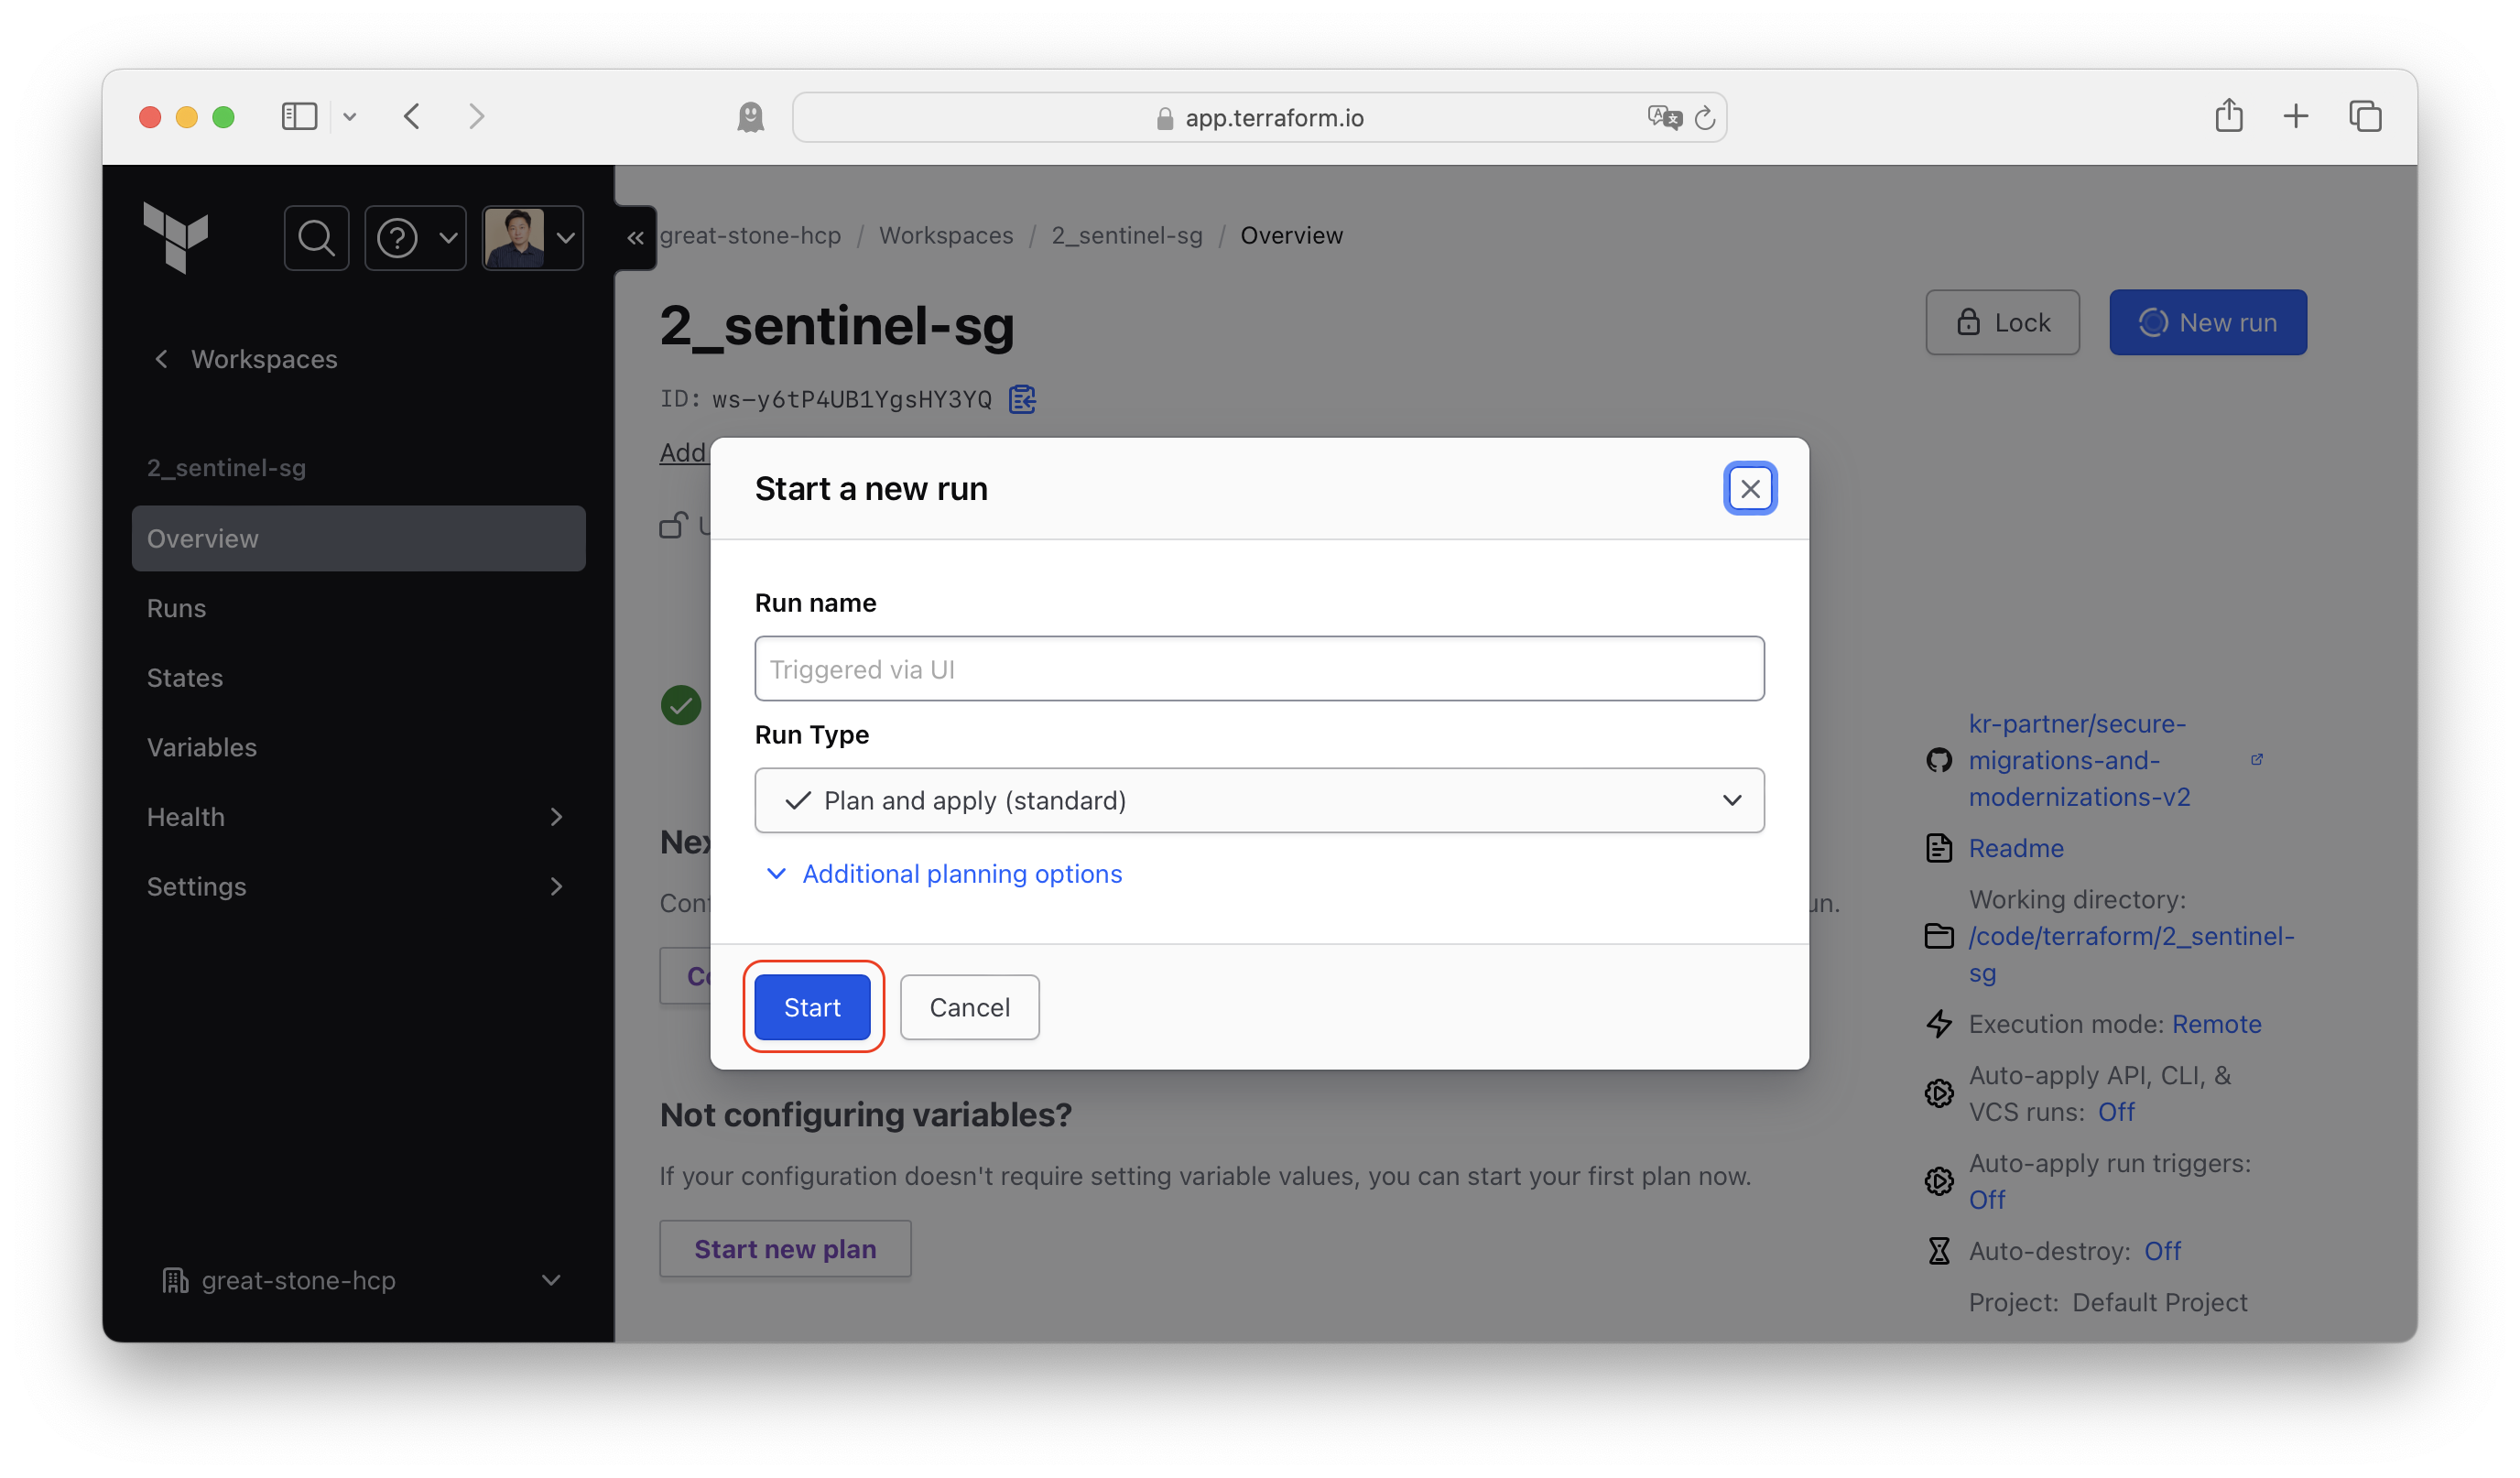 app.terraform.io
great-stone-hcp / Workspaces / 2_sentinel-sg / Overview
Workspaces
2_sentinel-sg
Overview
Runs
States
Variables
Health
Settings
great-stone-hcp
2_sentinel-sg
Lock
New run
ID: ws-y6tP4UB1YgsHY3YQ
Add
Start a new run
Run name
Triggered via UI
Run Type
Plan and apply (standard)
Additional planning options
Start
Cancel
Not configuring variables?
If your configuration doesn't require setting variable values, you can start your first plan now.
Start new plan
kr-partner/secure-
migrations-and-
modernizations-v2
Readme
Working directory:
/code/terraform/2_sentinel-
sg
Execution mode: Remote
Auto-apply API, CLI, &
VCS runs: Off
Auto-apply run triggers:
Off
Auto-destroy: Off
Project: Default Project